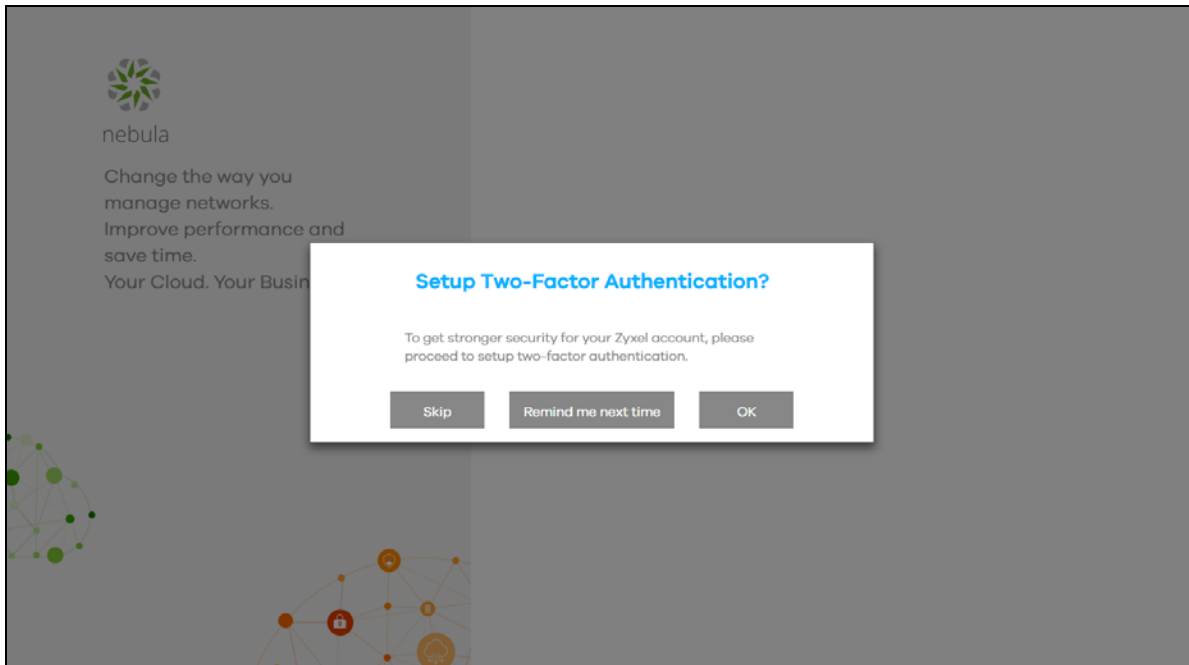 nebula
Change the way you
manage networks.
Improve performance and
save time.
Your Cloud. Your Busin
Setup Two-Factor Authentication?
To get stronger security for your Zyxel account, please
proceed to setup two-factor authentication.
Skip
Remind me next time
OK